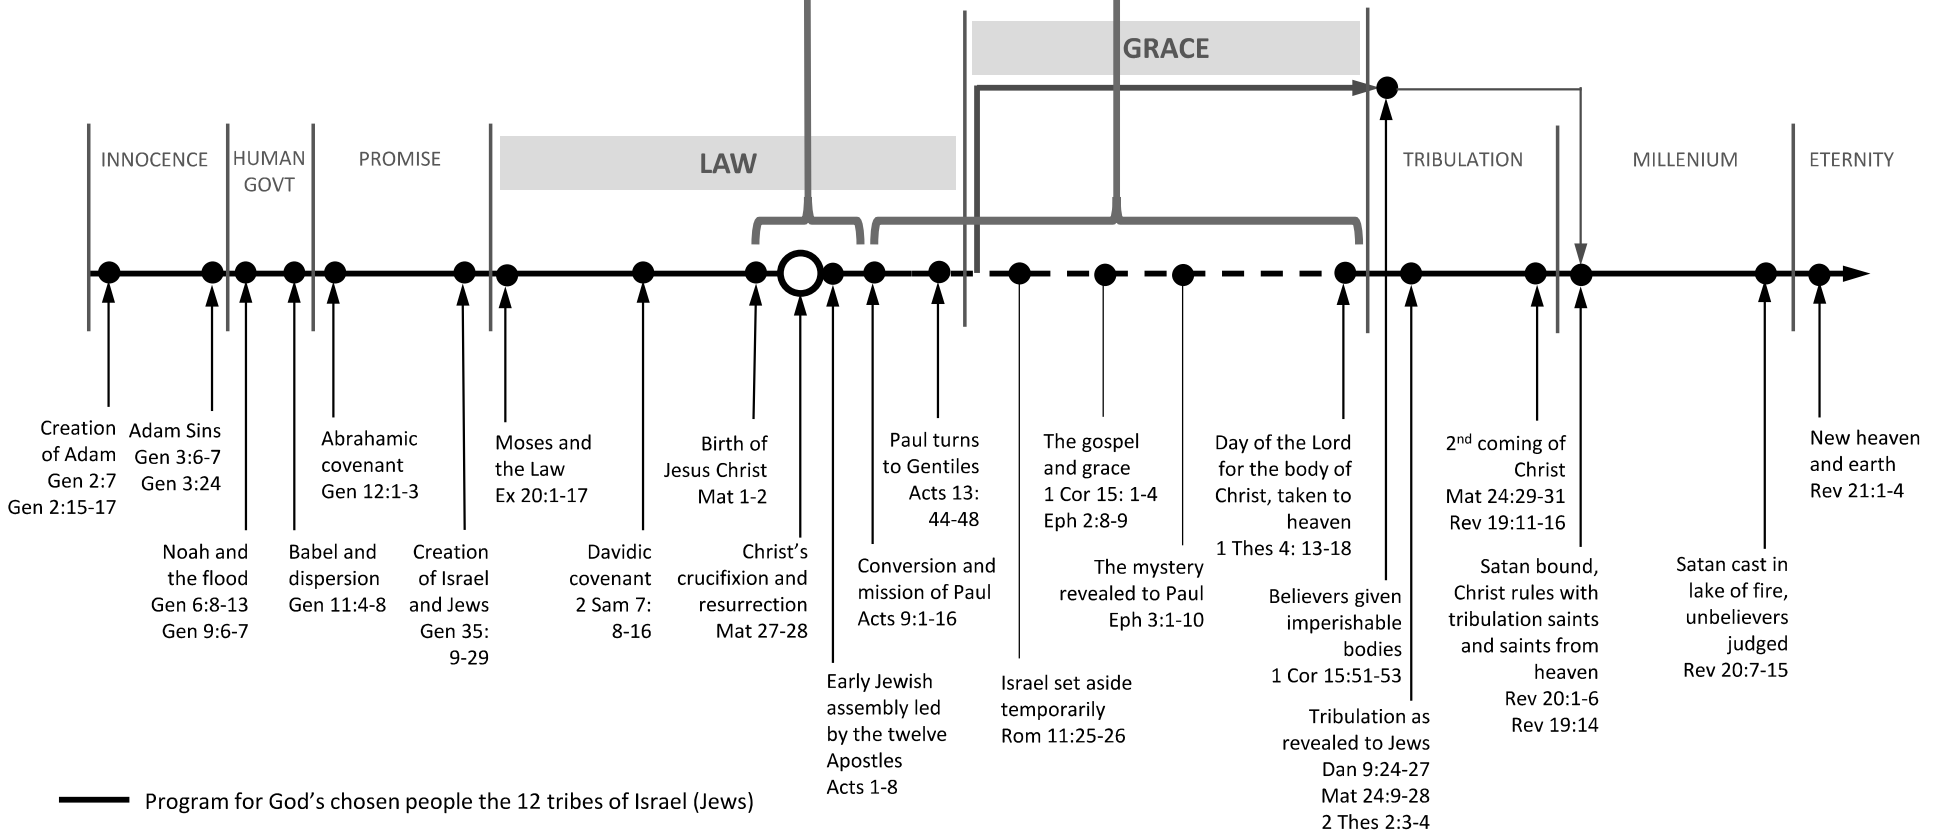 GRACE
INNOCENCE
HUMAN
GOVT
PROMISE
LAW
TRIBULATION
MILLENIUM
ETERNITY
Creation
of Adam
Gen 2:7
Gen 2:15-17
Adam Sins
Gen 3:6-7
Gen 3:24
Noah and
the flood
Gen 6:8-13
Gen 9:6-7
Babel and
dispersion
Gen 11:4-8
Abrahamic
covenant
Gen 12:1-3
Creation
of Israel
and Jews
Gen 35:
9-29
Moses and
the Law
Ex 20:1-17
Davidic
covenant
2 Sam 7:
8-16
Birth of
Jesus Christ
Mat 1-2
Christ’s
crucifixion and
resurrection
Mat 27-28
Early Jewish
assembly led
by the twelve
Apostles
Acts 1-8
Conversion and
mission of Paul
Acts 9:1-16
Paul turns
to Gentiles
Acts 13:
44-48
Israel set aside
temporarily
Rom 11:25-26
The gospel
and grace
1 Cor 15: 1-4
Eph 2:8-9
The mystery
revealed to Paul
Eph 3:1-10
Day of the Lord
for the body of
Christ, taken to
heaven
1 Thes 4: 13-18
Believers given
imperishable
bodies
1 Cor 15:51-53
Tribulation as
revealed to Jews
Dan 9:24-27
Mat 24:9-28
2 Thes 2:3-4
2nd coming of
Christ
Mat 24:29-31
Rev 19:11-16
Satan bound,
Christ rules with
tribulation saints
and saints from
heaven
Rev 20:1-6
Rev 19:14
Satan cast in
lake of fire,
unbelievers
judged
Rev 20:7-15
New heaven
and earth
Rev 21:1-4
Program for God’s chosen people the 12 tribes of Israel (Jews)